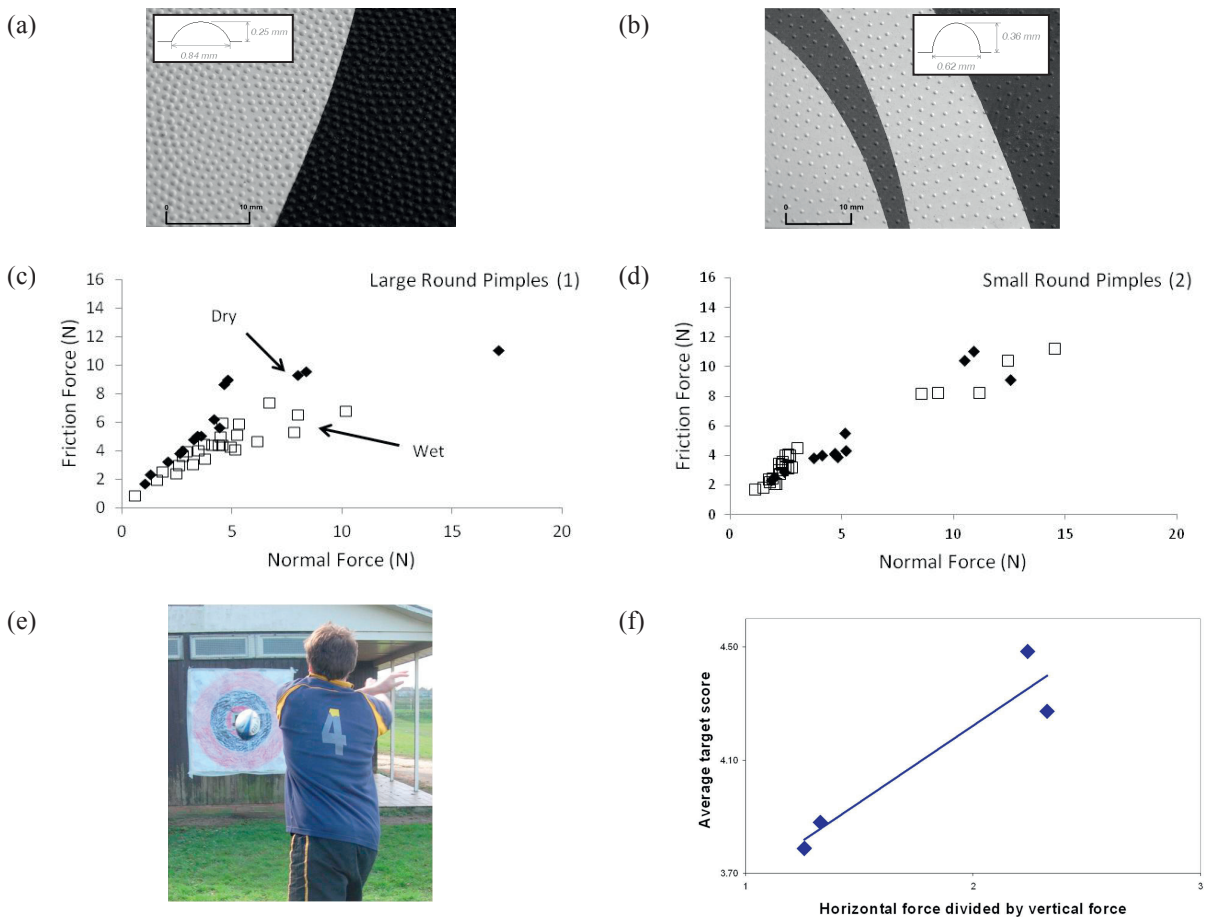 (a)
0.25 mm
0.84 mm
0
10 mm
(b)
0.36 mm
0.62 mm
0
10 mm
(c)
Large Round Pimples (1)
Friction Force (N)
16
14
12
10
8
6
4
2
0
Dry
Wet
0
5
10
15
20
Normal Force (N)
(d)
Small Round Pimples (2)
Friction Force (N)
16
14
12
10
8
6
4
2
0
0
5
10
15
20
Normal Force (N)
(e)
4
(f)
Average target score
4.50
4.10
3.70
1
2
3
Horizontal force divided by vertical force